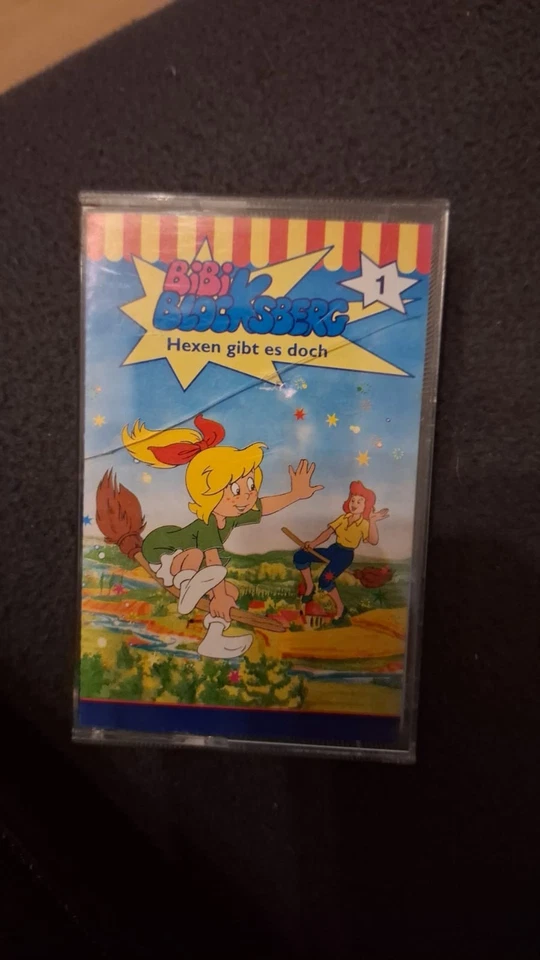 BiBi
BLOCKSBERG
1
Hexen gibt es doch